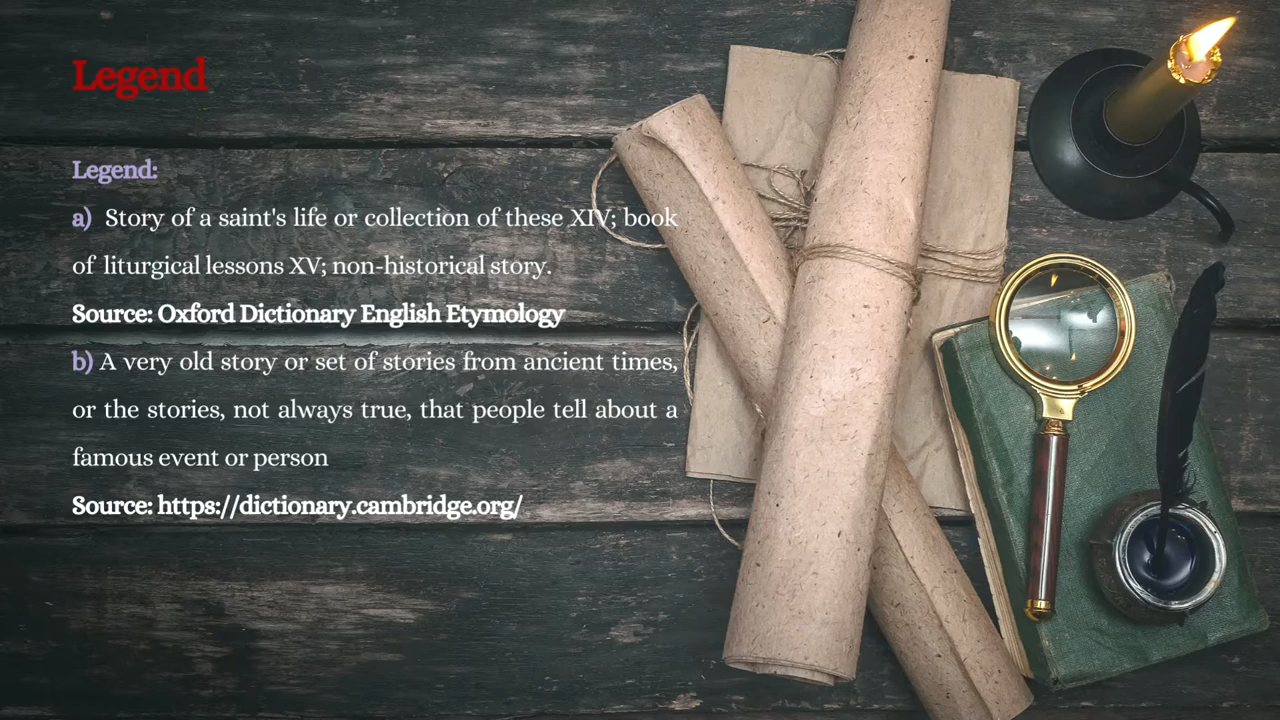 Legend
Legend:
a) Story of a saint's life or collection of these XIV; book
of liturgical lessons XV; non-historical story.
Source: Oxford Dictionary English Etymology
b) A very old story or set of stories from ancient times,
or the stories, not always true, that people tell about a
famous event or person
Source: https://dictionary.cambridge.org/